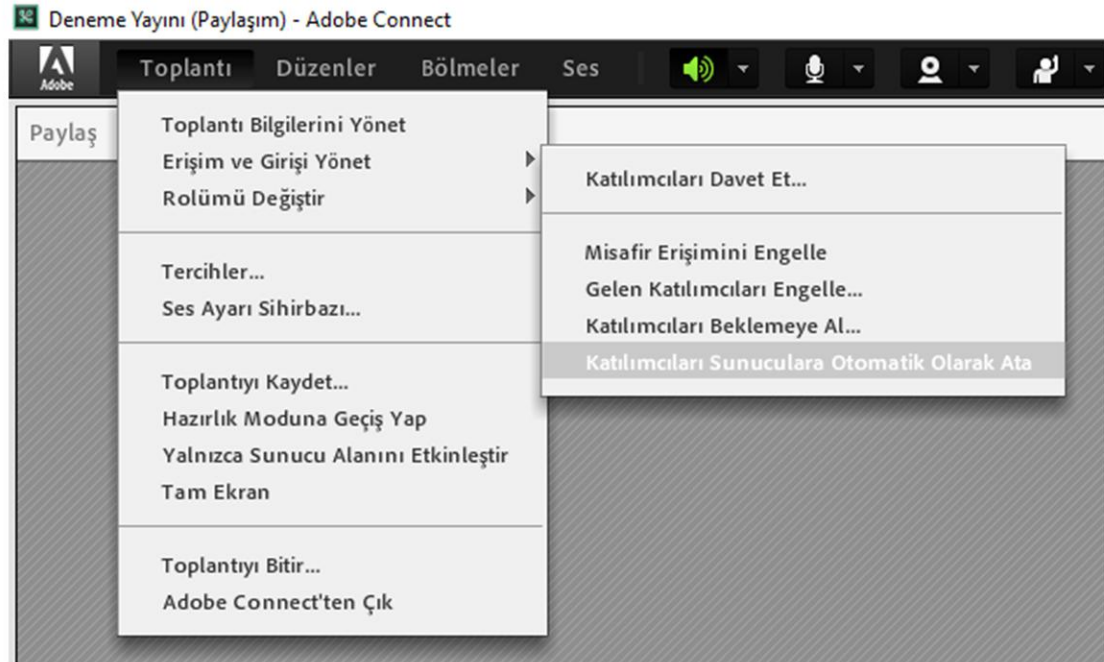 Deneme Yayını (Paylaşım) - Adobe Connect
Adobe
Toplantı Düzenler Bölmeler Ses
Paylaş
Toplantı Bilgilerini Yönet
Erişim ve Girişi Yönet
Rolümü Değiştir
Tercihler...
Ses Ayarı Sihirbazı...
Toplantıyı Kaydet...
Hazırlık Moduna Geçiş Yap
Yalnızca Sunucu Alanını Etkinleştir
Tam Ekran
Toplantıyı Bitir...
Adobe Connect'ten Çık
Katılımcıları Davet Et...
Misafir Erişimini Engelle
Gelen Katılımcıları Engelle...
Katılımcıları Beklemeye Al...
Katılımcıları Sunuculara Otomatik Olarak Ata